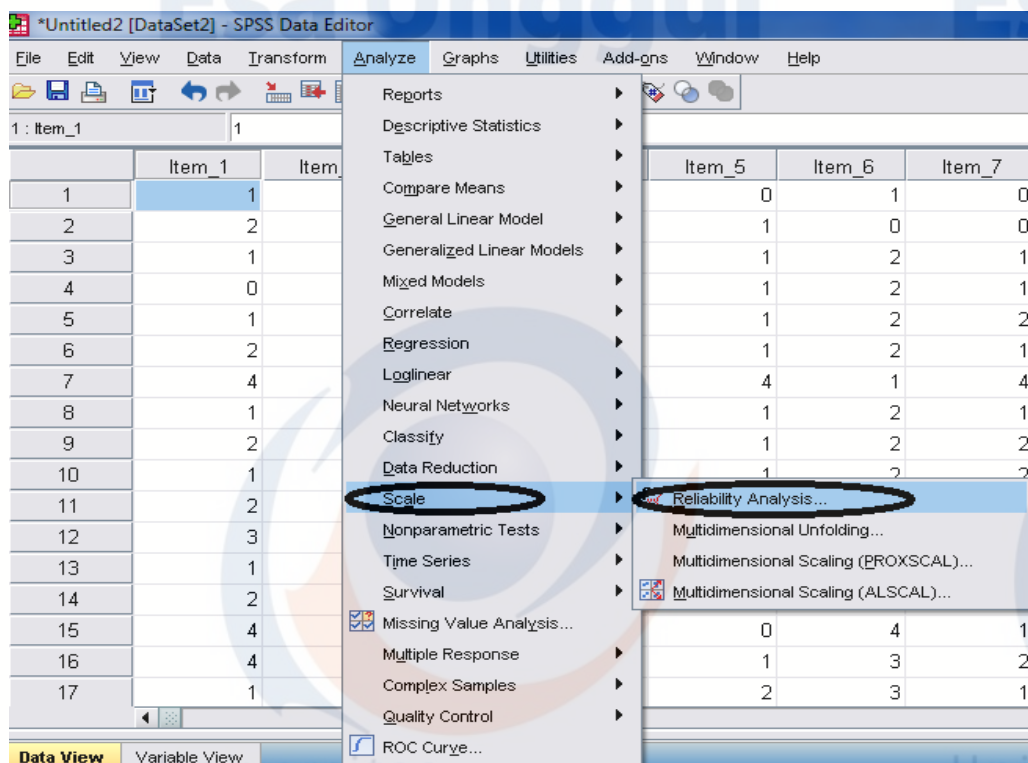 Esa Unggul
*Untitled2 [DataSet2] - SPSS Data Editor
File Edit View Data Transform Analyze Graphs Utilities Add-ons Window Help
1 : Item_1 1
Item_1 Item_ Item_5 Item_6 Item_7
1 1 0 1 0
2 2 1 0 0
3 1 1 2 1
4 0 1 2 1
5 1 1 2 2
6 2 1 2 1
7 4 4 1 4
8 1 1 2 1
9 2 1 2 2
10 1 1 2 2
11 2
12 3
13 1
14 2
15 4 0 4 1
16 4 1 3 2
17 1 2 3 1
Reports
Descriptive Statistics
Tables
Compare Means
General Linear Model
Generalized Linear Models
Mixed Models
Correlate
Regression
Loglinear
Neural Networks
Classify
Data Reduction
Scale
Nonparametric Tests
Time Series
Survival
Missing Value Analysis...
Multiple Response
Complex Samples
Quality Control
ROC Curve...
Reliability Analysis...
Multidimensional Unfolding...
Multidimensional Scaling (PROXSCAL)...
Multidimensional Scaling (ALSCAL)...
Data View Variable View